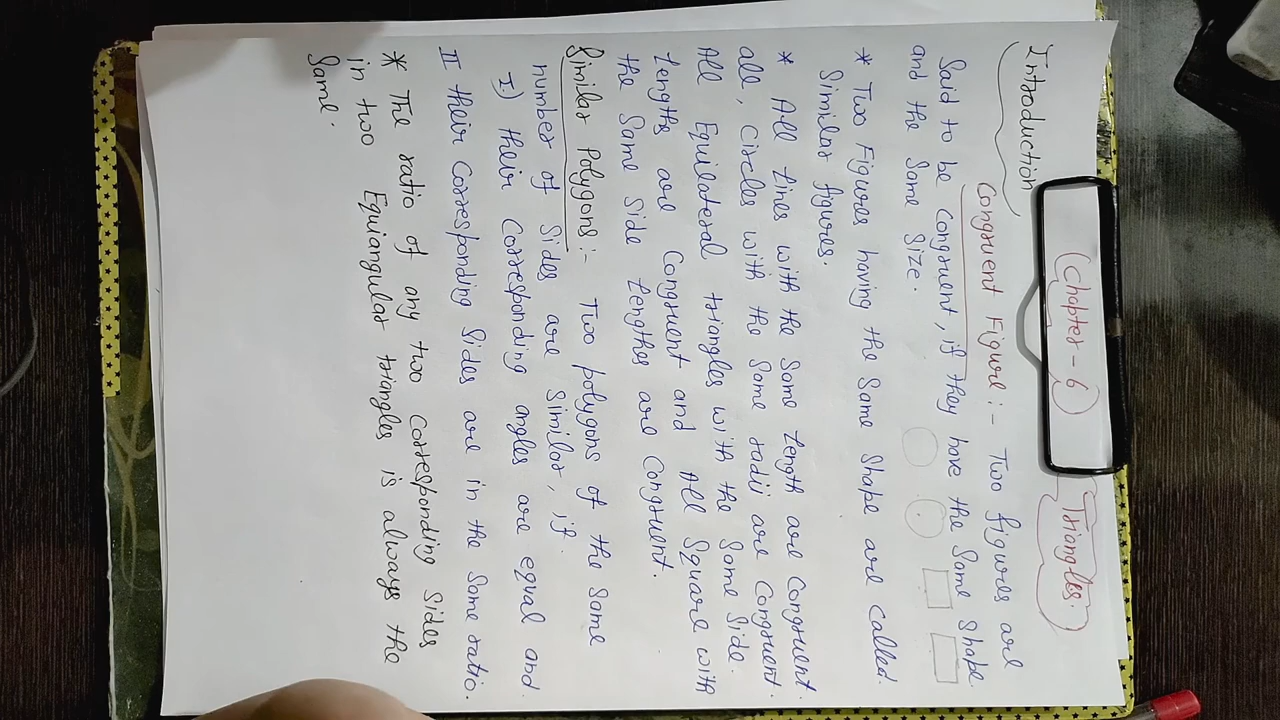 (Chapter - 6) Triangles.
Introduction
Congruent Figure :- Two figures are
Said to be Congruent, if they have the Same Shape
and the Same Size.
* Two Figures having the Same Shape are called
Similar figures.
* All Lines with the Same Length are Congruent.
all, Circles with the Same radii are Congruent.
All Equilateral triangles with the Same Side
Lengths are Congruent and All Square with
the Same Side Lengthes are Congruent.
Similar Polygons :- Two polygons of the Same
number of Sides are Similar, if.
I) their Corresponding angles are equal and
II their Corresponding Sides are in the Same ratio.
* The ratio of any two Corresponding Sides
in two Equiangular triangles is always the
Same.